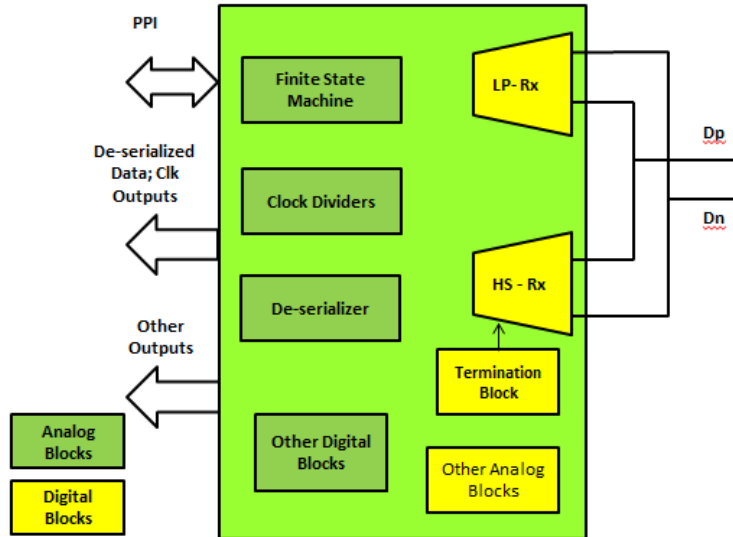 PPI
Finite State
Machine
LP- Rx
De-serialized
Data; Clk
Outputs
Clock Dividers
Dp
Dn
De-serializer
HS - Rx
Other
Outputs
Termination
Block
Other Digital
Blocks
Other Analog
Blocks
Analog
Blocks
Digital
Blocks